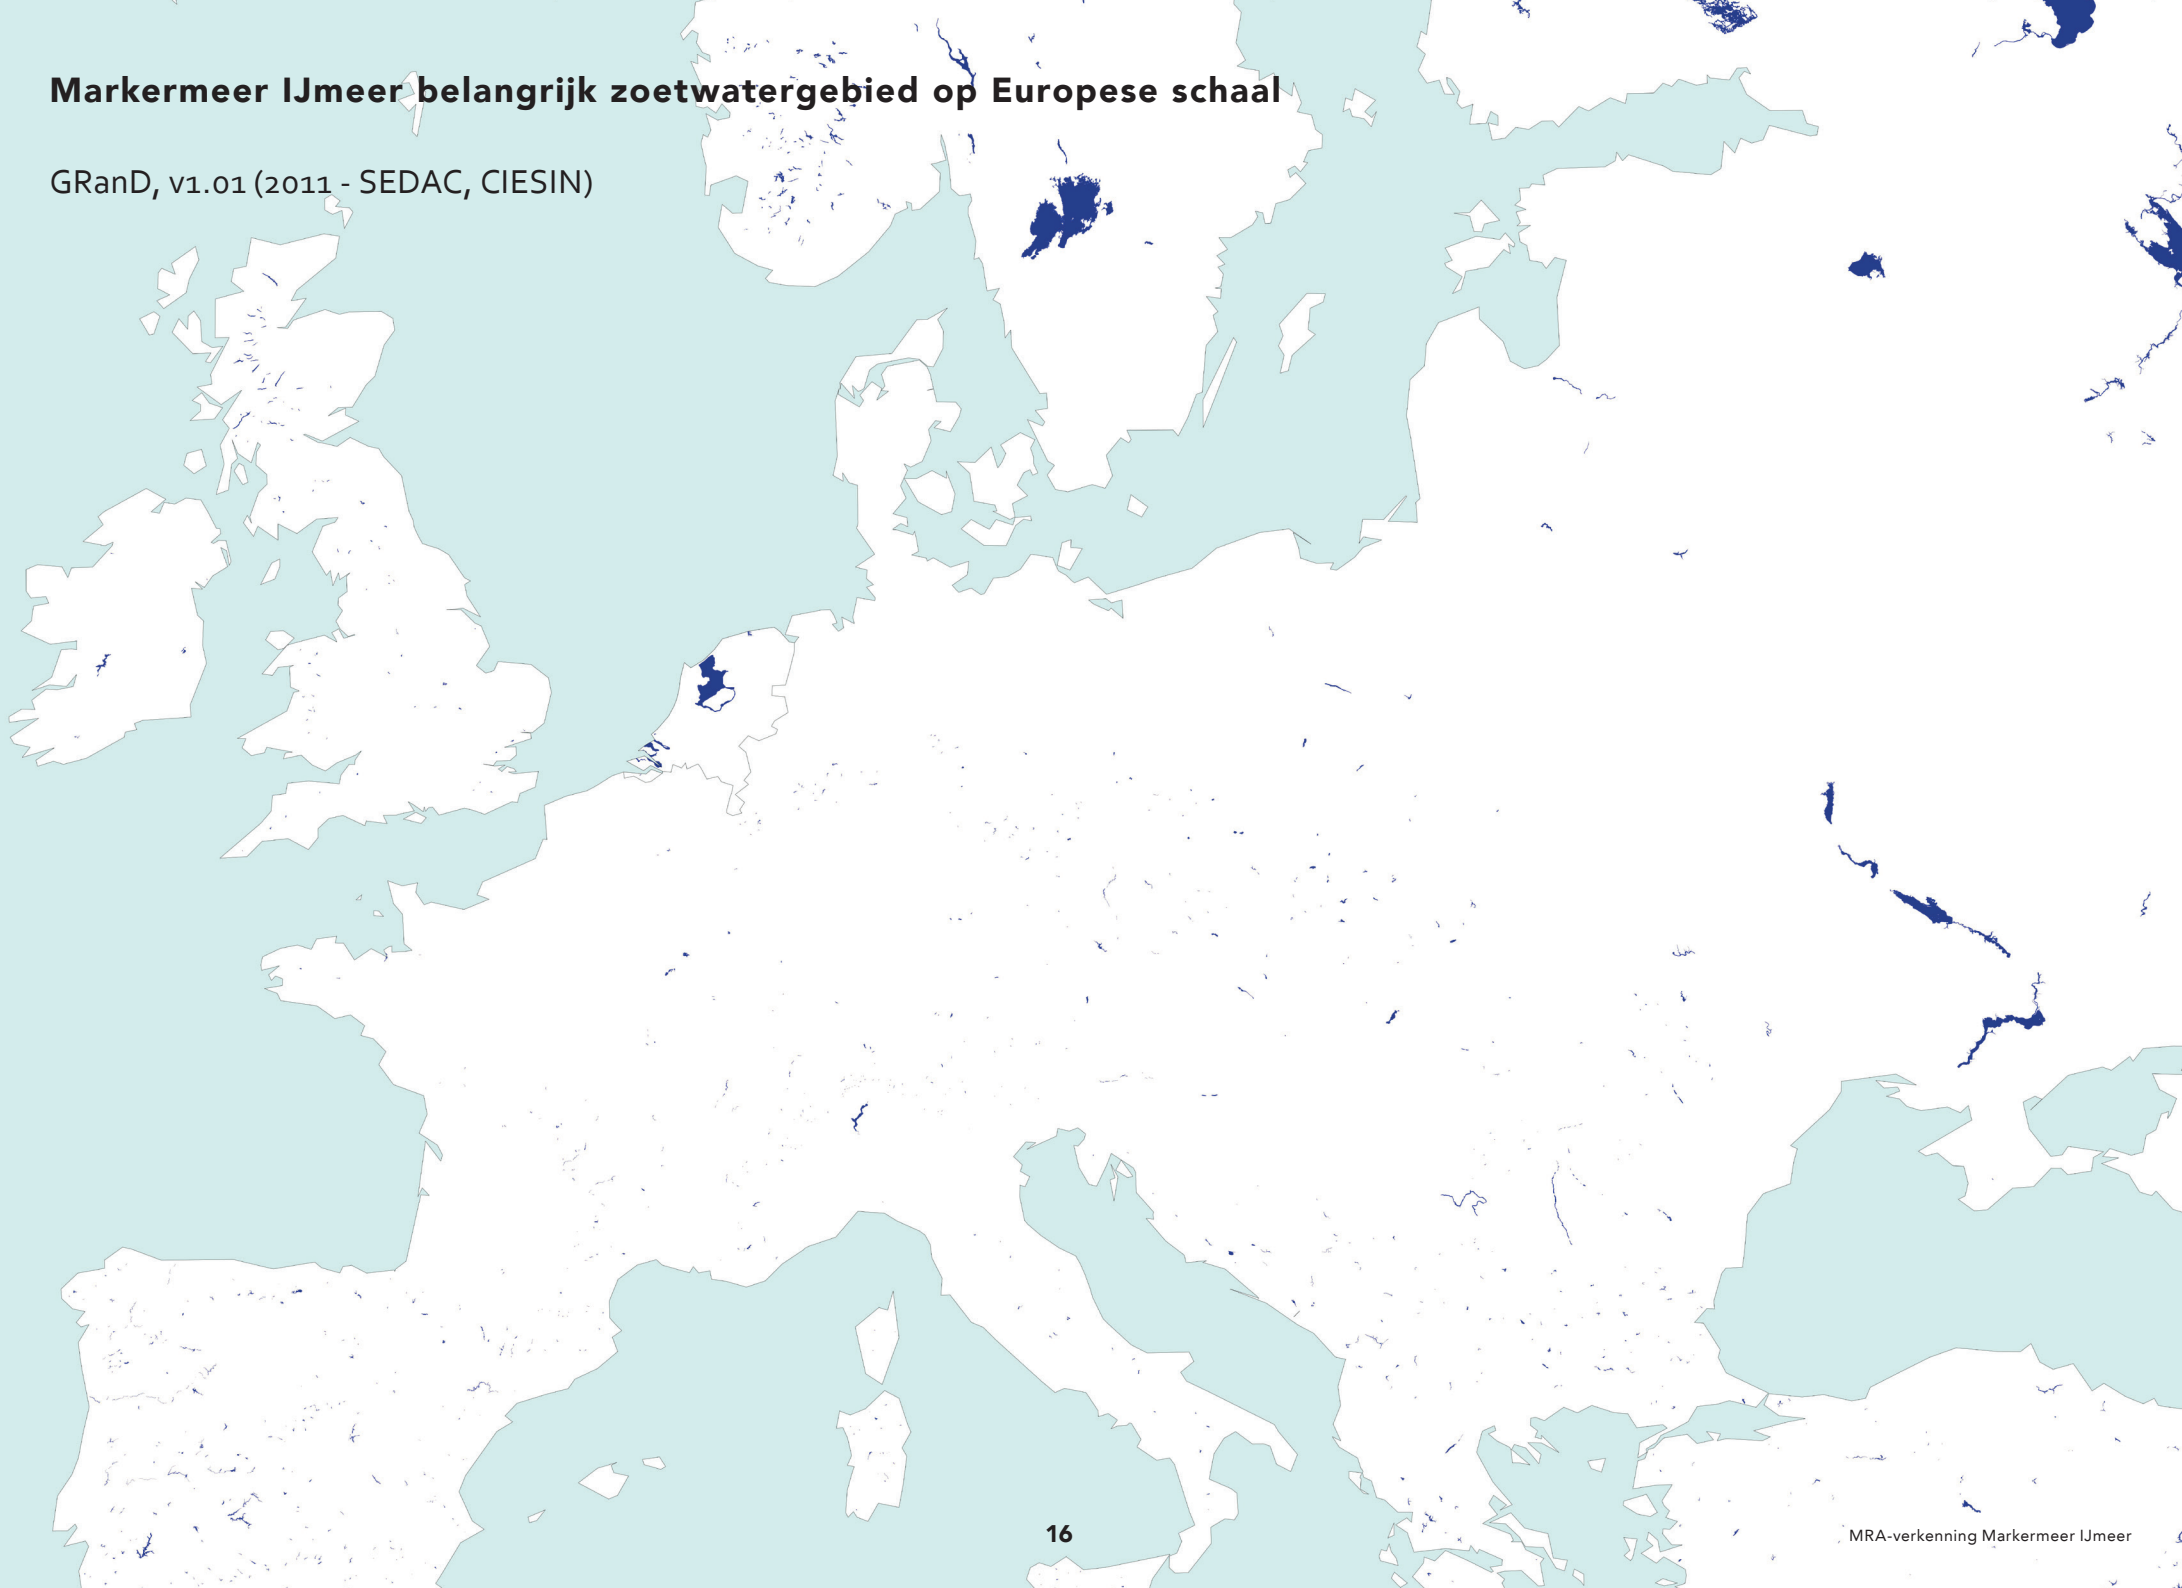 Markermeer IJmeer belangrijk zoetwatergebied op Europese schaal
GRanD, v1.01 (2011 - SEDAC, CIESIN)
16
MRA-verkenning Markermeer IJmeer